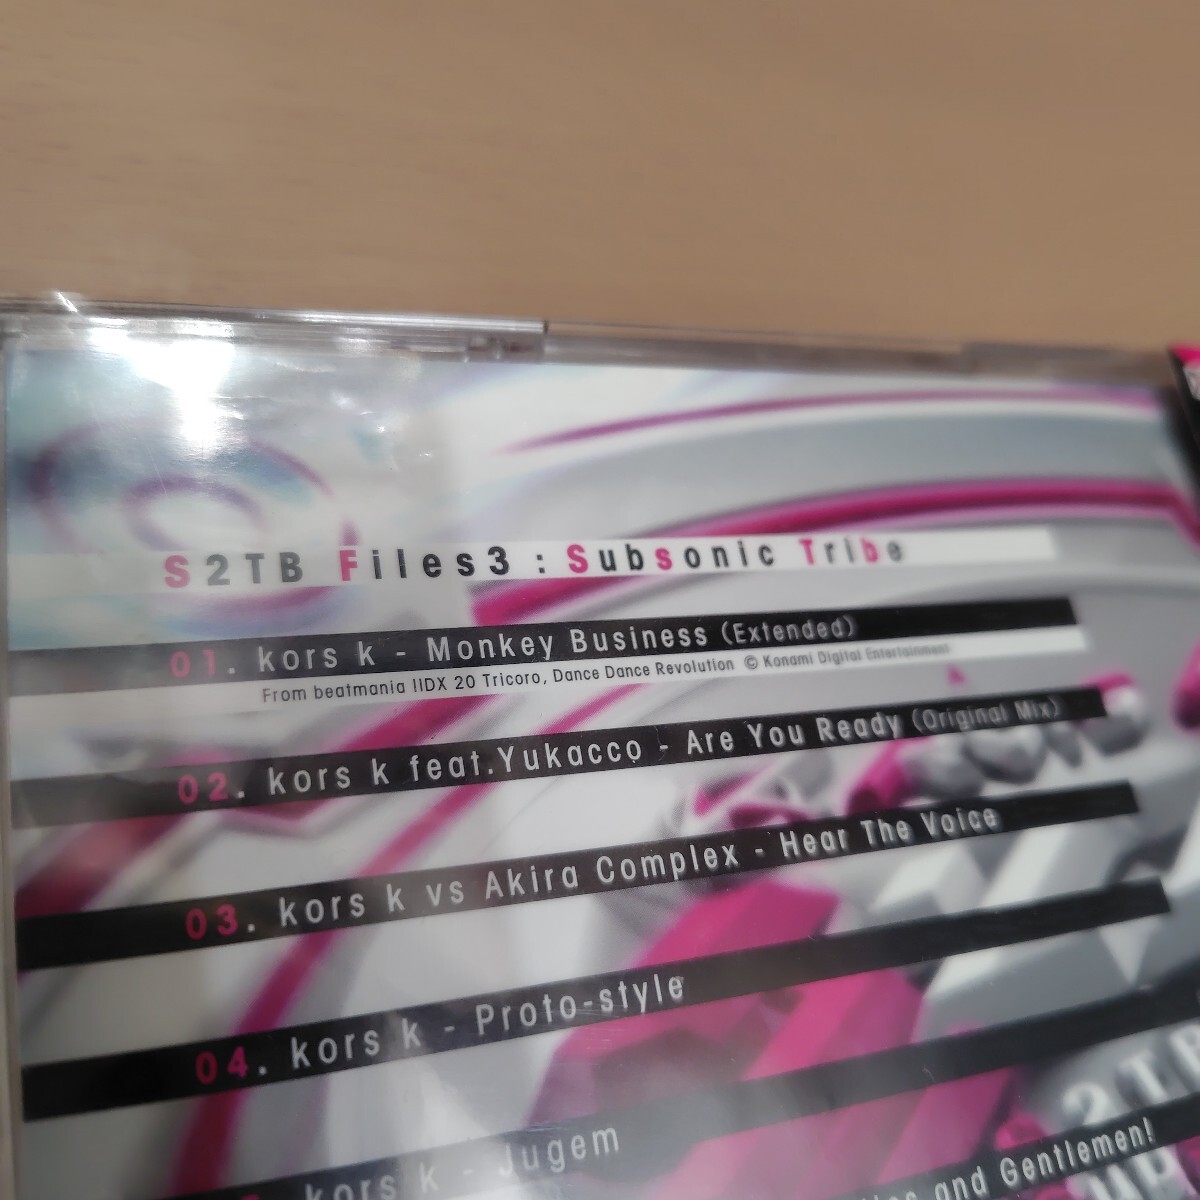 S2TB Files3 : Subsonic Tribe
01. kors k - Monkey Business (Extended)
From beatmania IIDX 20 Tricoro, Dance Dance Revolution © Konami Digital Entertainment
02. kors k feat.Yukacco - Are You Ready (Original Mix)
03. kors k vs Akira Complex - Hear The Voice
04. kors k - Proto-style
kors k - Jugem
and Gentlemen!
2TB